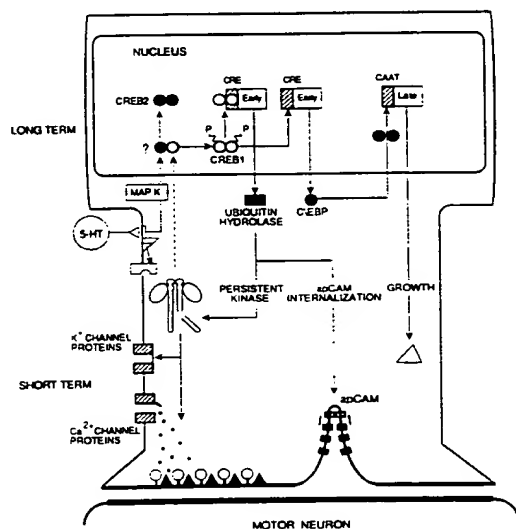 NUCLEUS
CRE
CRE
CAAT
Early
Early
Late
CREB2
LONG TERM
P
P
?
CREB1
MAP K
UBIQUITIN
HYDROLASE
C\EBP
5-HT
PERSISTENT
KINASE
apCAM
INTERNALIZATION
GROWTH
K⁺ CHANNEL
PROTEINS
SHORT TERM
apCAM
Ca²⁺ CHANNEL
PROTEINS
MOTOR NEURON